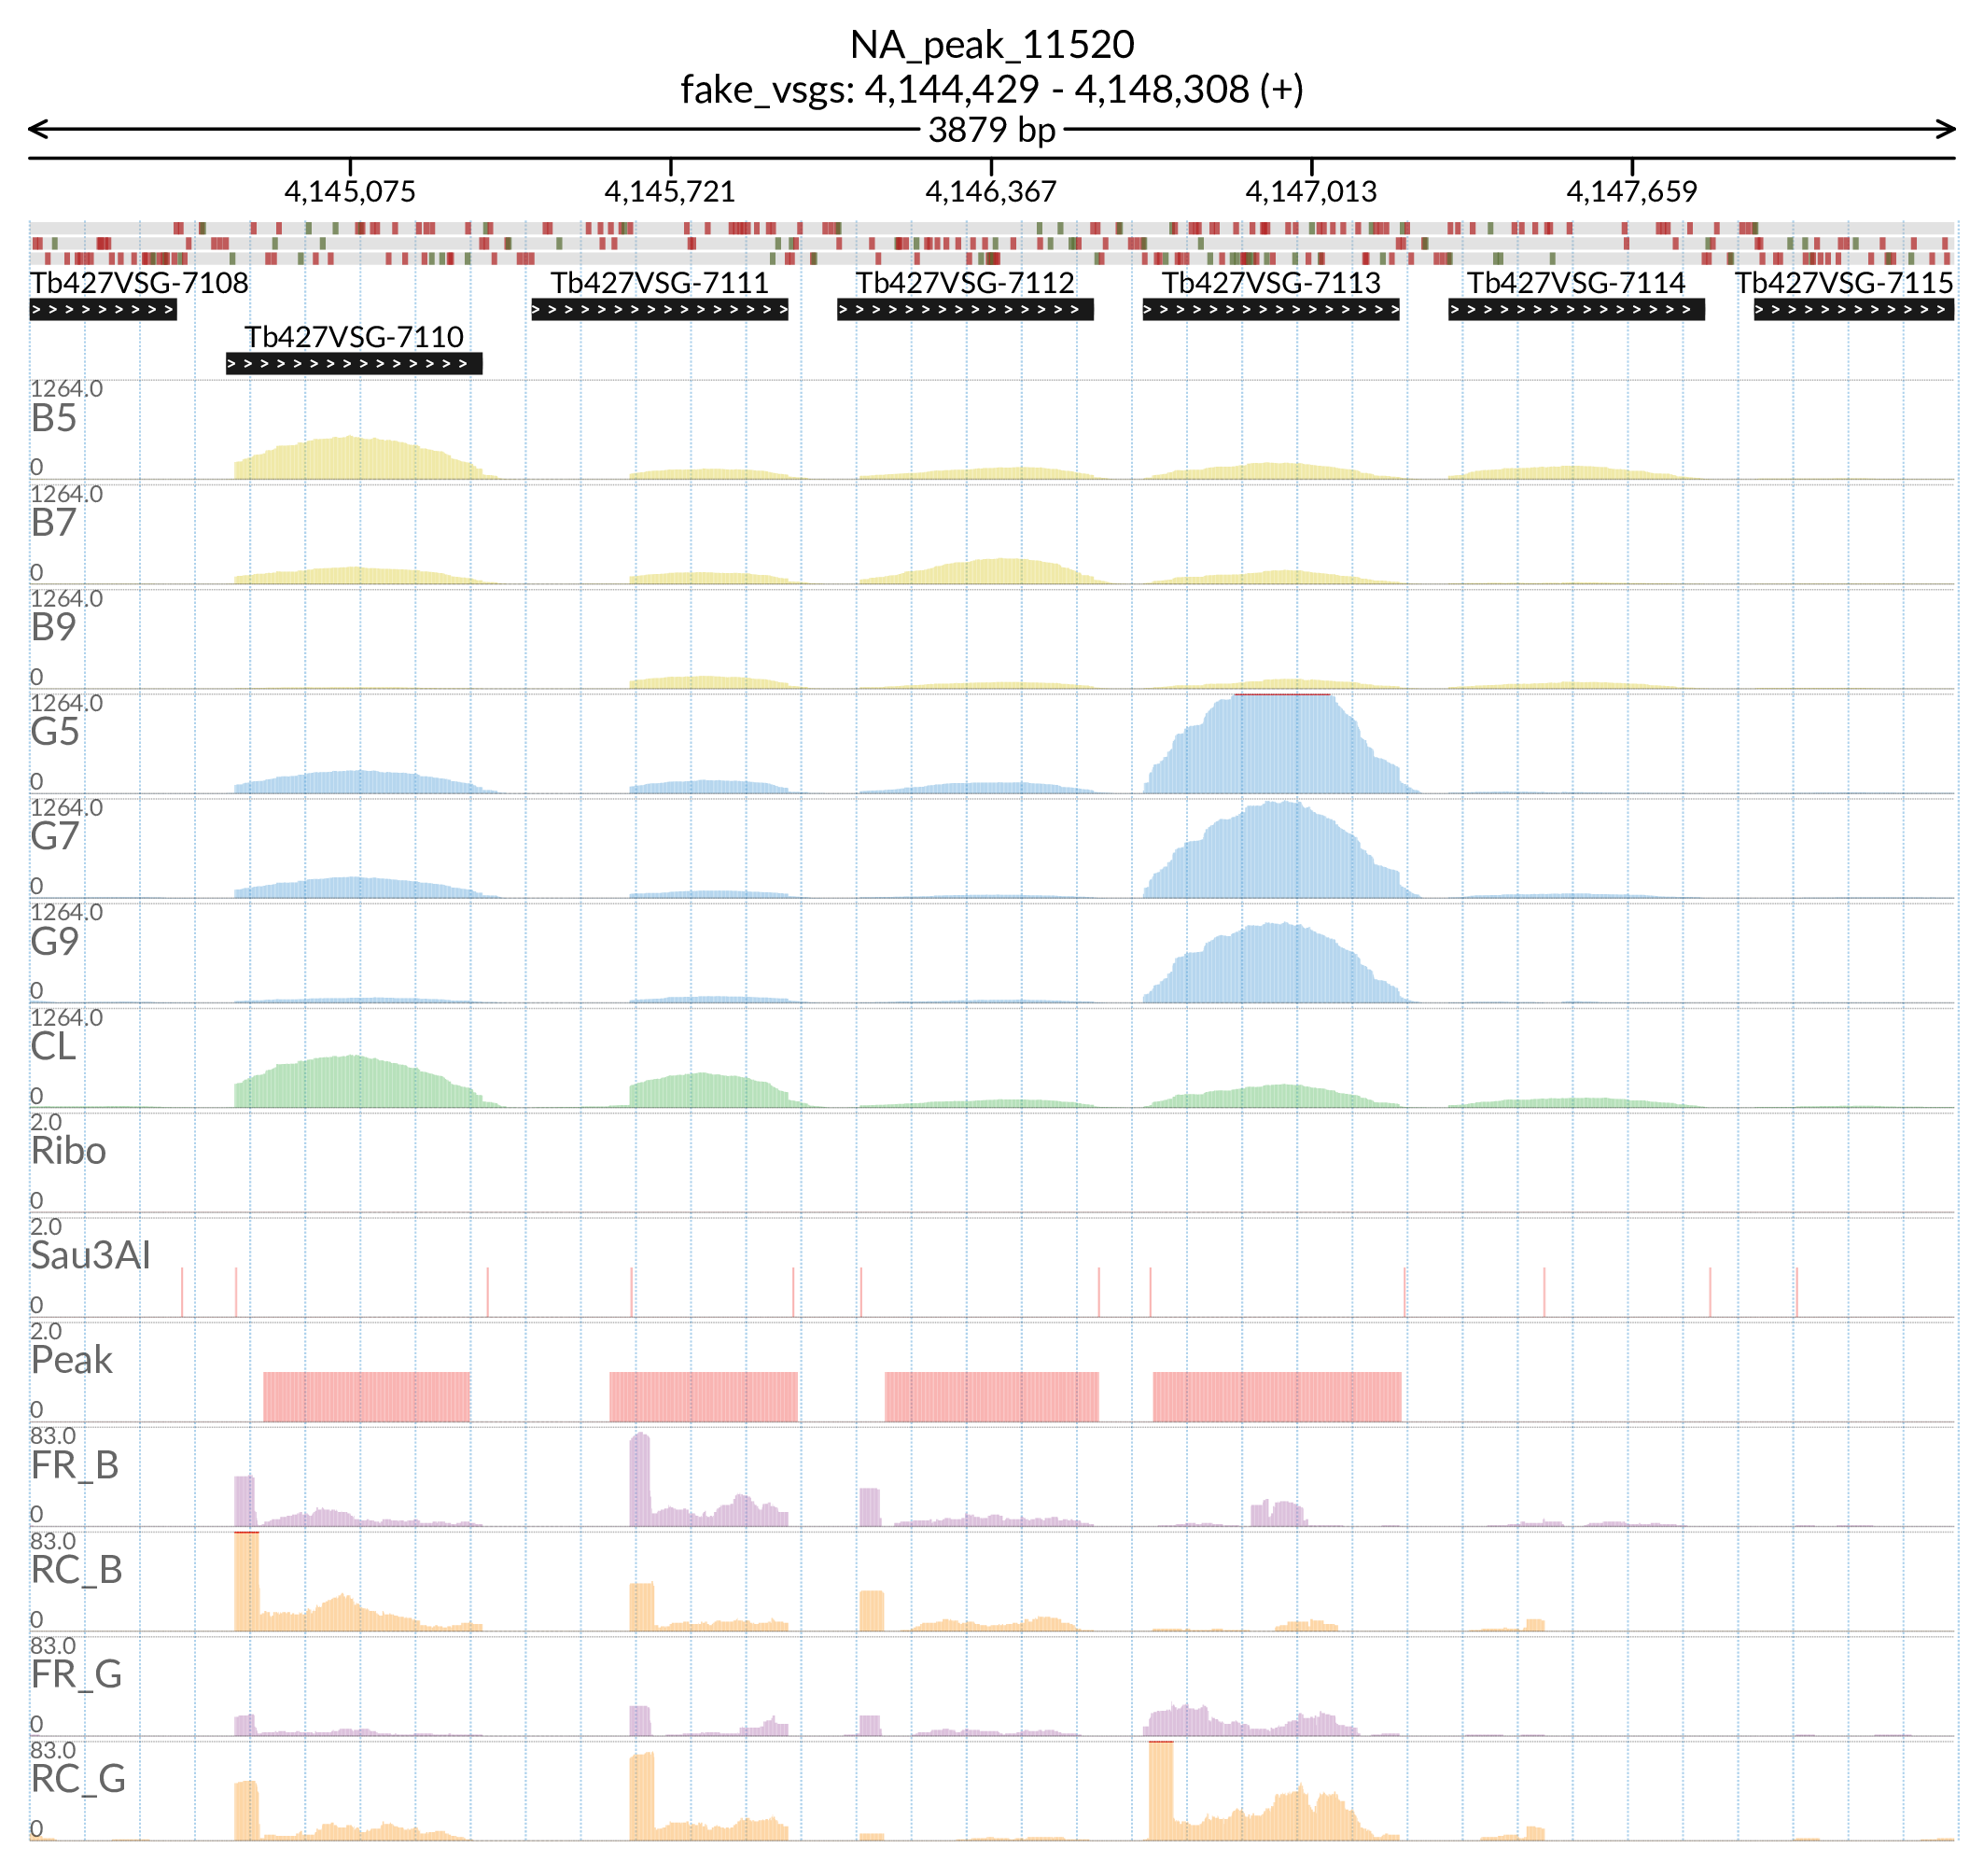 NA_peak_11520
fake_vsgs: 4,144,429 - 4,148,308 (+)
3879 bp
4,145,075 4,145,721 4,146,367 4,147,013 4,147,659
Tb427VSG-7108 Tb427VSG-7111 Tb427VSG-7112 Tb427VSG-7113 Tb427VSG-7114 Tb427VSG-7115
Tb427VSG-7110
1264.0
B5
0
1264.0
B7
0
1264.0
B9
0
1264.0
G5
0
1264.0
G7
0
1264.0
G9
0
1264.0
CL
0
2.0
Ribo
0
2.0
Sau3AI
0
2.0
Peak
0
83.0
FR_B
0
83.0
RC_B
0
83.0
FR_G
0
83.0
RC_G
0